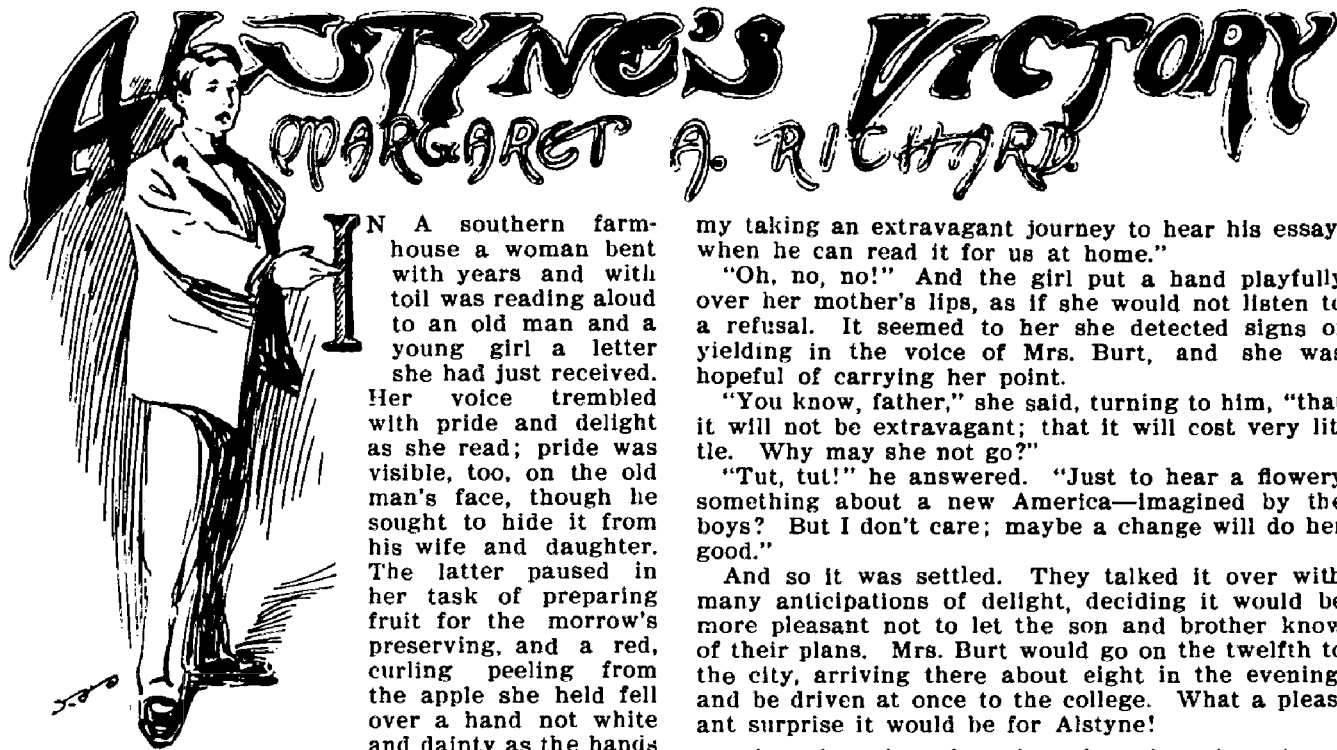 ALSTYNE'S VICTORY
MARGARET A. RICHARD.
IN A southern farm-
house a woman bent
with years and with
toil was reading aloud
to an old man and a
young girl a letter
she had just received.
Her voice trembled
with pride and delight
as she read; pride was
visible, too, on the old
man's face, though he
sought to hide it from
his wife and daughter.
The latter paused in
her task of preparing
fruit for the morrow's
preserving, and a red,
curling peeling from
the apple she held fell
over a hand not white
and dainty as the hands
my taking an extravagant journey to hear his essay
when he can read it for us at home."
"Oh, no, no!" And the girl put a hand playfully
over her mother's lips, as if she would not listen to
a refusal. It seemed to her she detected signs of
yielding in the voice of Mrs. Burt, and she was
hopeful of carrying her point.
"You know, father," she said, turning to him, "that
it will not be extravagant; that it will cost very lit
tle. Why may she not go?"
"Tut, tut!" he answered. "Just to hear a flowery
something about a new America—imagined by the
boys? But I don't care; maybe a change will do her
good."
And so it was settled. They talked it over with
many anticipations of delight, deciding it would be
more pleasant not to let the son and brother know
of their plans. Mrs. Burt would go on the twelfth to
the city, arriving there about eight in the evening
and be driven at once to the college. What a pleas
ant surprise it would be for Alstyne!